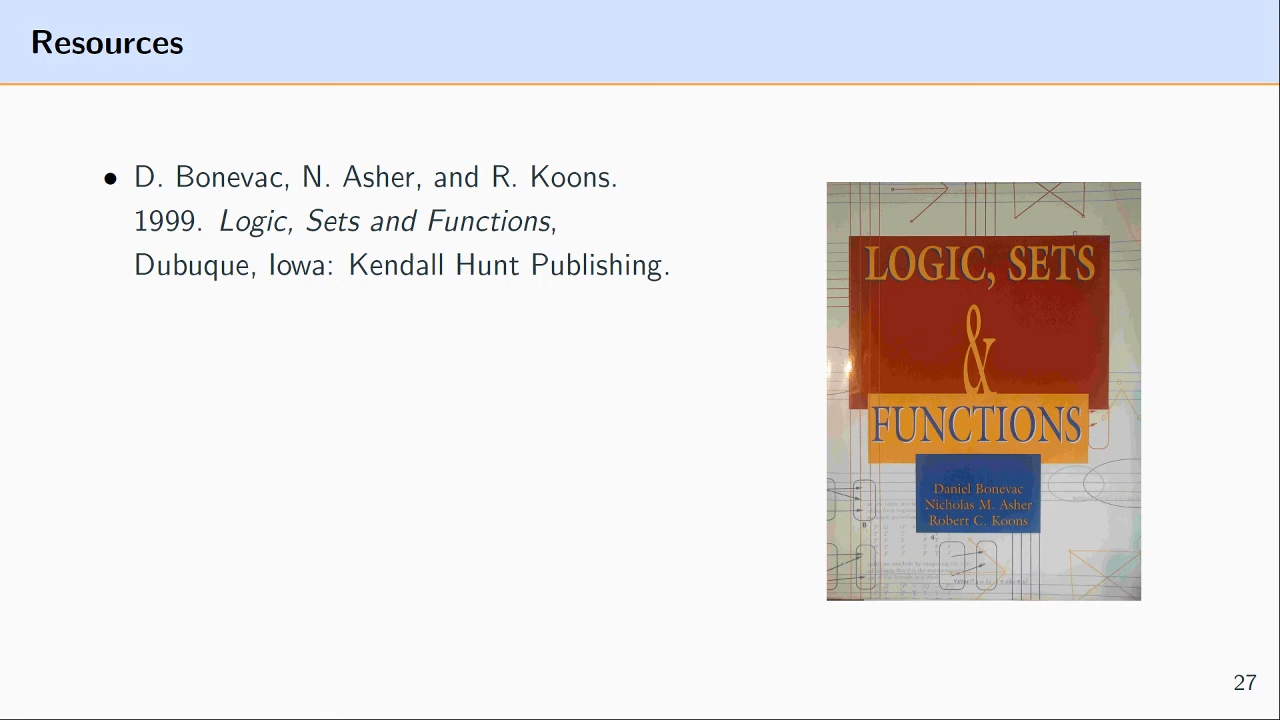 Resources
• D. Bonevac, N. Asher, and R. Koons.
1999. Logic, Sets and Functions,
Dubuque, Iowa: Kendall Hunt Publishing.
LOGIC, SETS
&
FUNCTIONS
Daniel Bonevac
Nicholas M. Asher
Robert C. Koons
27